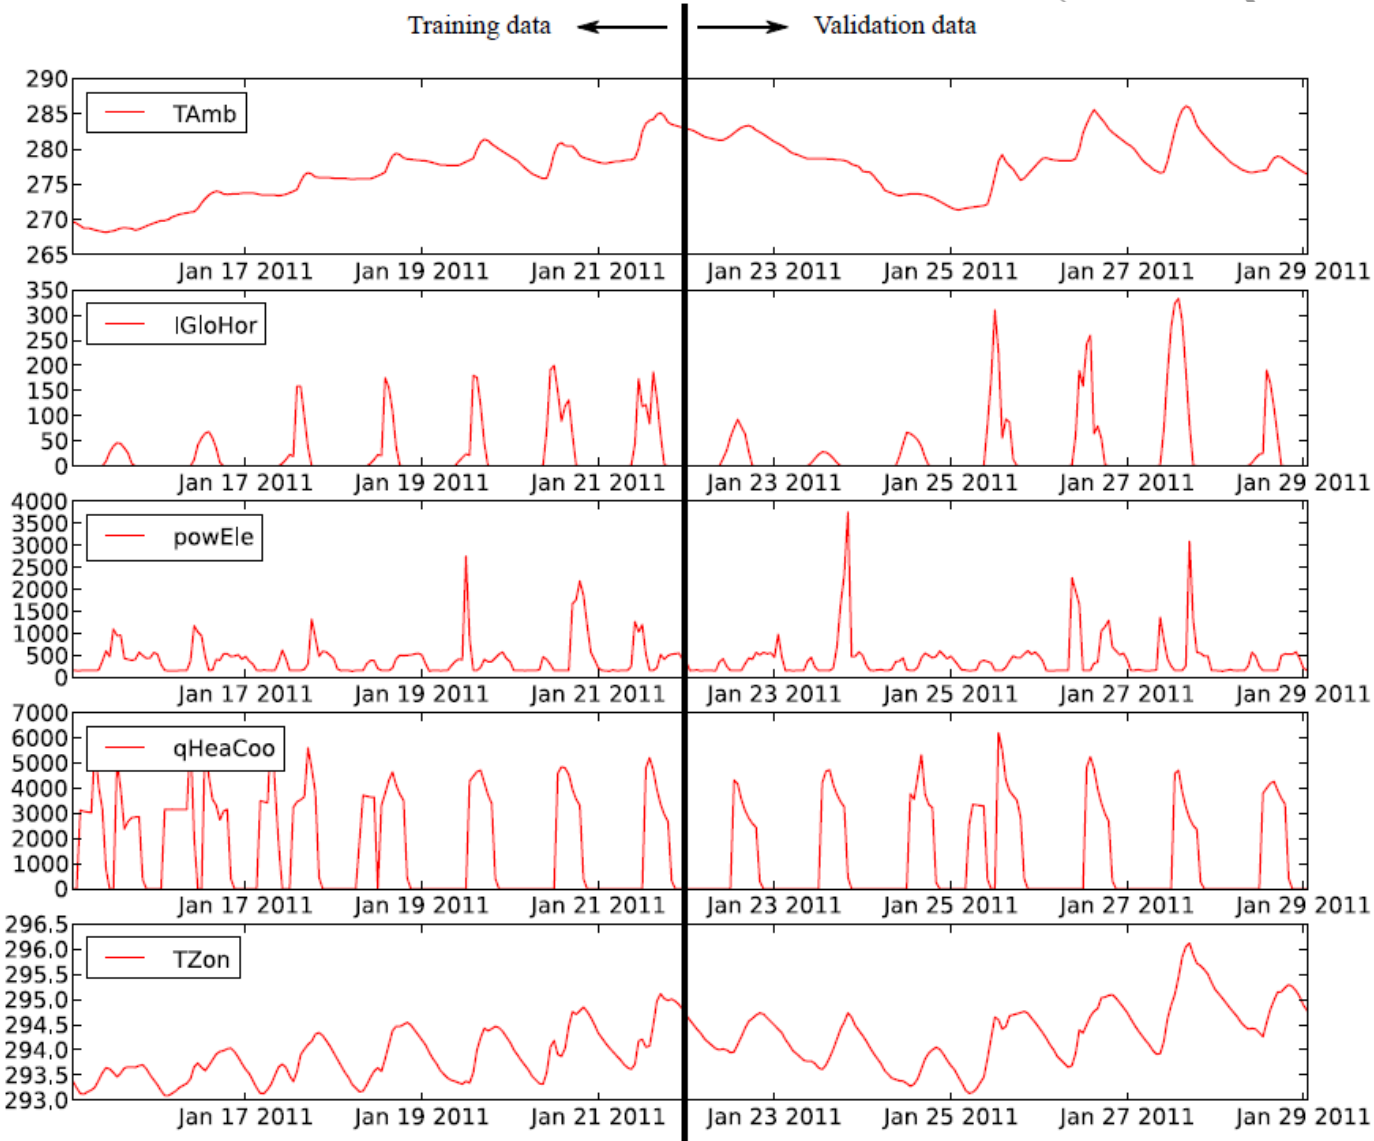 Training data
Validation data
290
285
280
275
270
265
TAmb
Jan 17 2011
Jan 19 2011
Jan 21 2011
Jan 23 2011
Jan 25 2011
Jan 27 2011
Jan 29 2011
350
300
250
200
150
100
50
0
IGloHor
Jan 17 2011
Jan 19 2011
Jan 21 2011
Jan 23 2011
Jan 25 2011
Jan 27 2011
Jan 29 2011
4000
3500
3000
2500
2000
1500
1000
500
0
powEle
Jan 17 2011
Jan 19 2011
Jan 21 2011
Jan 23 2011
Jan 25 2011
Jan 27 2011
Jan 29 2011
7000
6000
5000
4000
3000
2000
1000
0
qHeaCoo
Jan 17 2011
Jan 19 2011
Jan 21 2011
Jan 23 2011
Jan 25 2011
Jan 27 2011
Jan 29 2011
296.5
296.0
295.5
295.0
294.5
294.0
293.5
293.0
TZon
Jan 17 2011
Jan 19 2011
Jan 21 2011
Jan 23 2011
Jan 25 2011
Jan 27 2011
Jan 29 2011